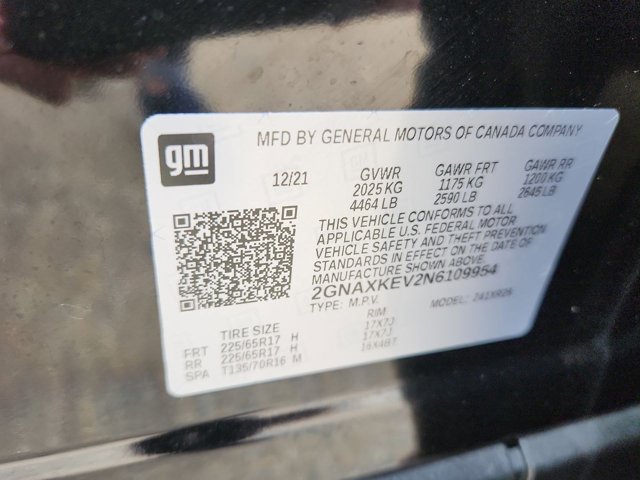 gm
MFD BY GENERAL MOTORS OF CANADA COMPANY
12/21 GVWR GAWR FRT GAWR RR
2025 KG 1175 KG 1200 KG
4464 LB 2590 LB 2645 LB
THIS VEHICLE CONFORMS TO ALL
APPLICABLE U.S. FEDERAL MOTOR
VEHICLE SAFETY AND THEFT PREVENTION
STANDARDS IN EFFECT ON THE DATE OF
MANUFACTURE SHOWN ABOVE.
2GNAXKEV2N6109954
TYPE: M.P.V. MODEL: 2A1XR26
TIRE SIZE RIM
FRT 225/65R17 H 17X7J
RR 225/65R17 H 17X7J
SPA T135/70R16 M 16X4BT